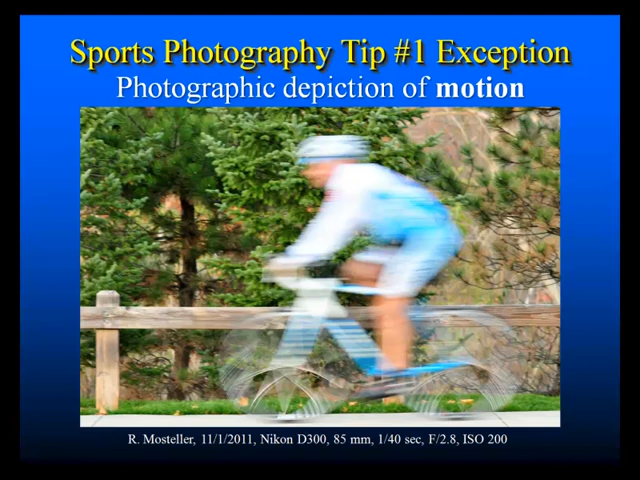 Sports Photography Tip #1 Exception
Photographic depiction of motion
R. Mosteller, 11/1/2011, Nikon D300, 85 mm, 1/40 sec, F/2.8, ISO 200